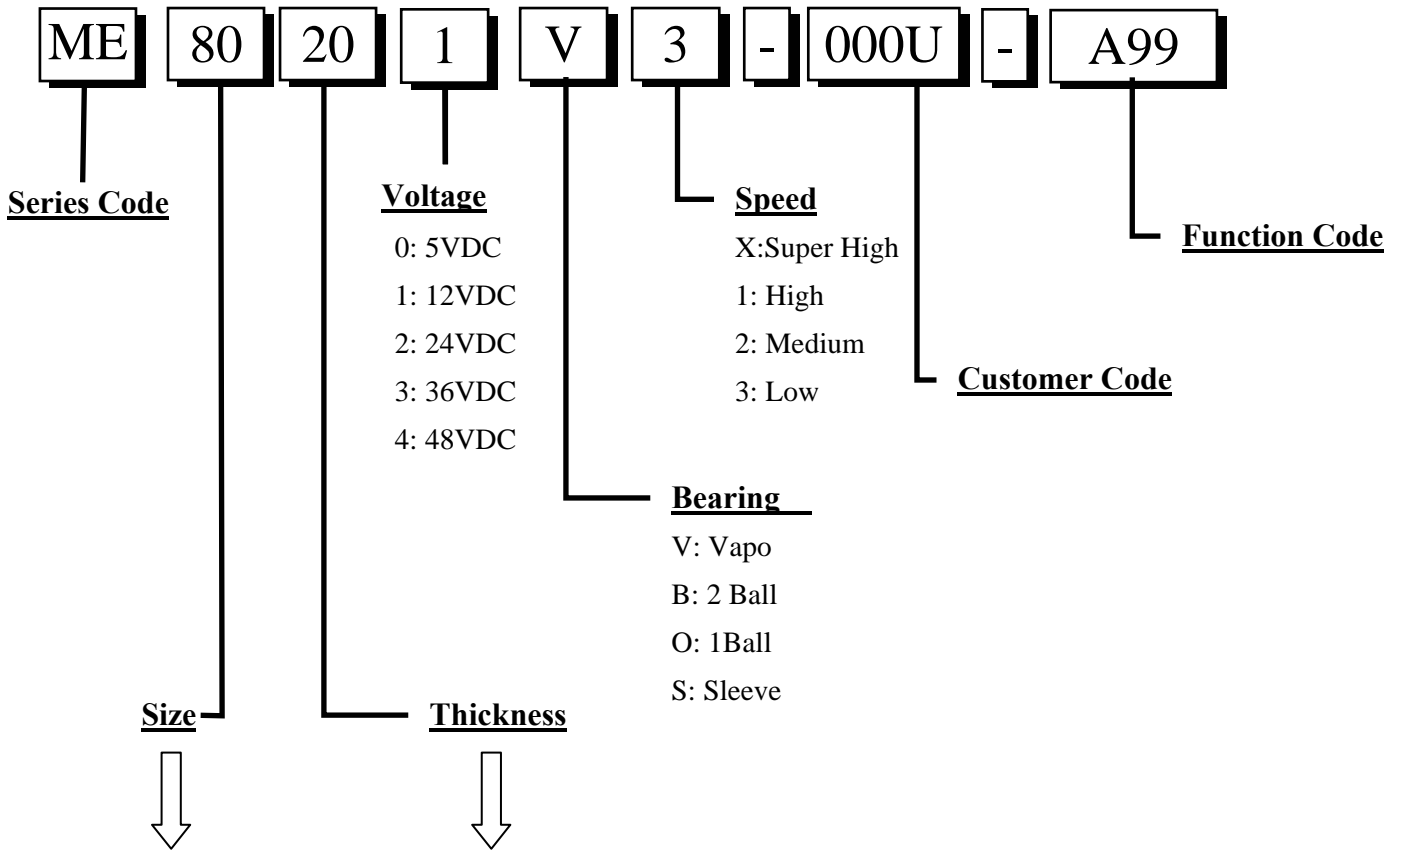 ME 80 20 1 V 3 - 000U - A99
Series Code
Voltage
0: 5VDC
1: 12VDC
2: 24VDC
3: 36VDC
4: 48VDC
Speed
X:Super High
1: High
2: Medium
3: Low
Function Code
Customer Code
Bearing
V: Vapo
B: 2 Ball
O: 1Ball
S: Sleeve
Size
Thickness